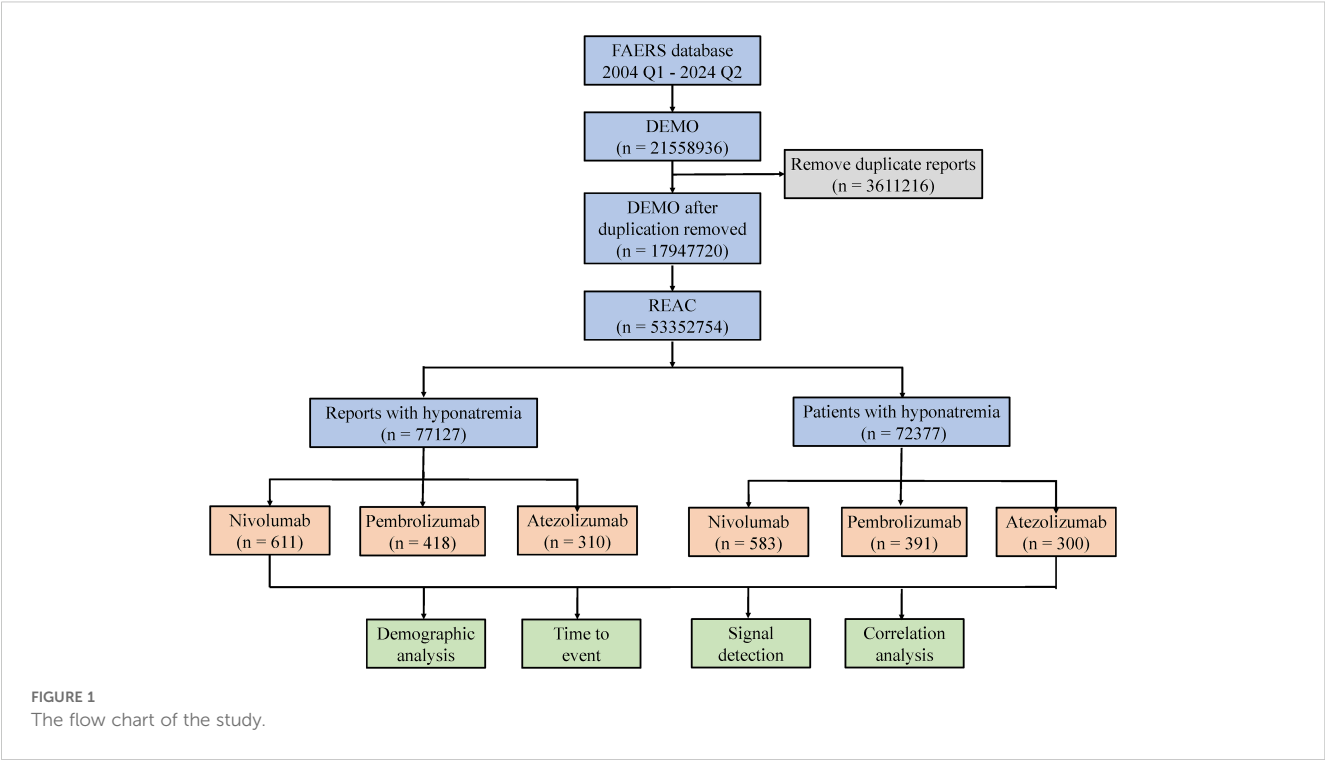 FAERS database
2004 Q1 - 2024 Q2
DEMO
(n = 21558936)
Remove duplicate reports
(n = 3611216)
DEMO after
duplication removed
(n = 17947720)
REAC
(n = 53352754)
Reports with hyponatremia
(n = 77127)
Patients with hyponatremia
(n = 72377)
Nivolumab
(n = 611)
Pembrolizumab
(n = 418)
Atezolizumab
(n = 310)
Nivolumab
(n = 583)
Pembrolizumab
(n = 391)
Atezolizumab
(n = 300)
Demographic
analysis
Time to
event
Signal
detection
Correlation
analysis
FIGURE 1
The flow chart of the study.